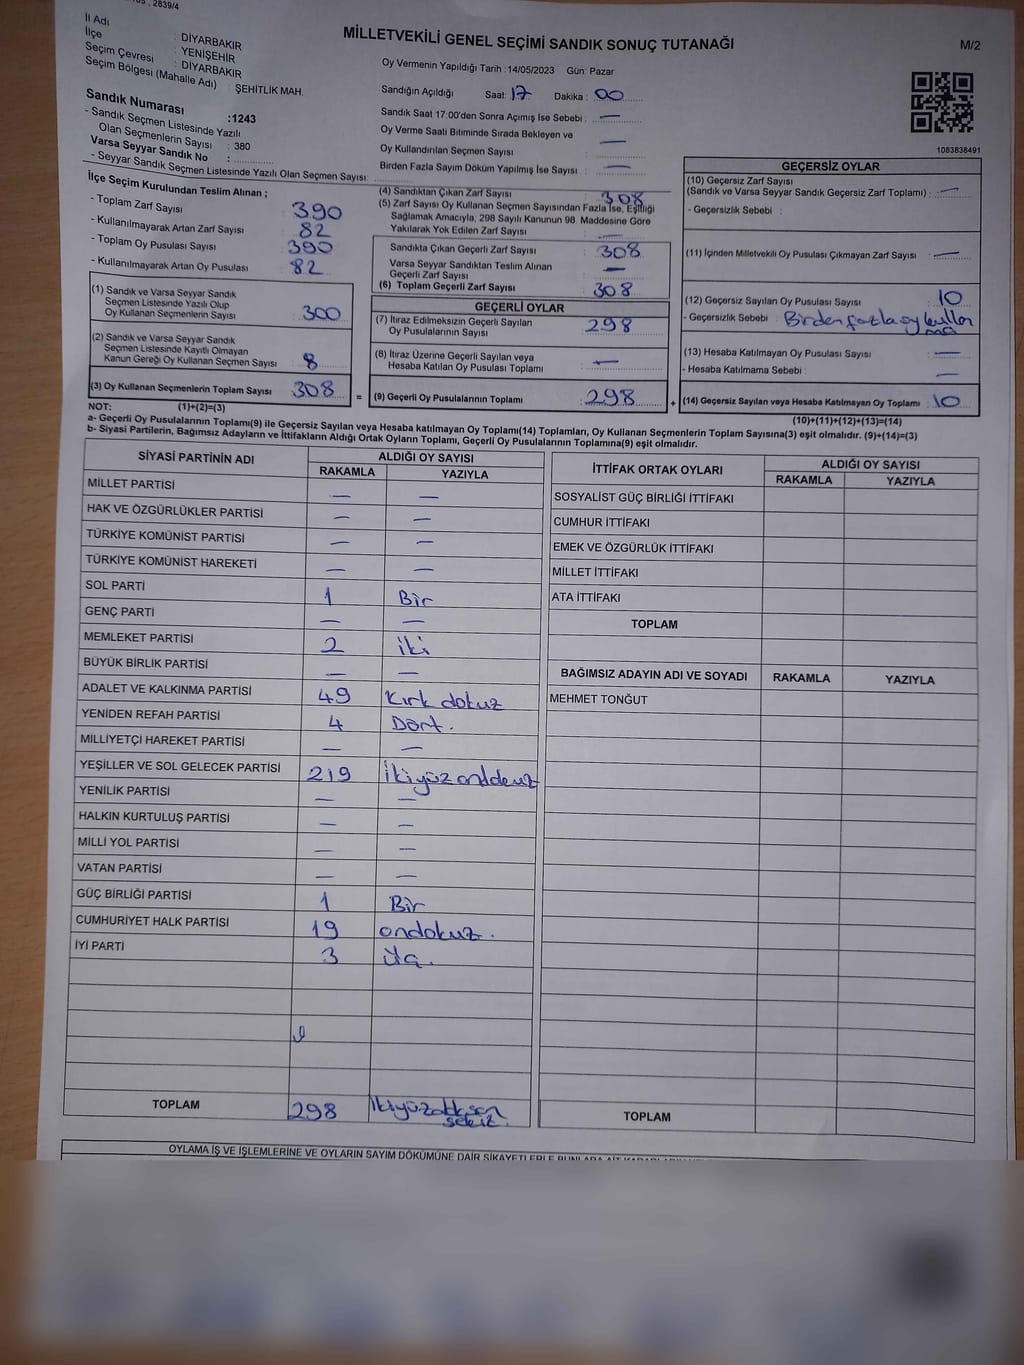 2839/4
MİLLETVEKİLİ GENEL SEÇİMİ SANDIK SONUÇ TUTANAĞI
M/2
İl Adı : DİYARBAKIR
İlçe : YENİŞEHİR
Seçim Çevresi : DİYARBAKIR
Seçim Bölgesi (Mahalle Adı) : ŞEHİTLİK MAH.
Sandık Numarası :1243
- Sandık Seçmen Listesinde Yazılı
Olan Seçmenlerin Sayısı : 380
Varsa Seyyar Sandık No :
- Seyyar Sandık Seçmen Listesinde Yazılı Olan Seçmen Sayısı:
Oy Vermenin Yapıldığı Tarih :14/05/2023 Gün: Pazar
Sandığın Açıldığı Saat: 17 Dakika : 00
Sandık Saat 17:00'den Sonra Açımış İse Sebebi : —
Oy Verme Saati Bitiminde Sırada Bekleyen ve
Oy Kullandırılan Seçmen Sayısı : —
Birden Fazla Sayım Döküm Yapılmış İse Sayısı : —
1083838491
İlçe Seçim Kurulundan Teslim Alınan ;
- Toplam Zarf Sayısı : 390
- Kullanılmayarak Artan Zarf Sayısı : 82
- Toplam Oy Pusulası Sayısı : 390
- Kullanılmayarak Artan Oy Pusulası : 82
(1) Sandık ve Varsa Seyyar Sandık
Seçmen Listesinde Yazılı Olup
Oy Kullanan Seçmenlerin Sayısı : 300
(2) Sandık ve Varsa Seyyar Sandık
Seçmen Listesinde Kayıtlı Olmayan
Kanun Gereği Oy Kullanan Seçmen Sayısı : 8
(3) Oy Kullanan Seçmenlerin Toplam Sayısı : 308
(4) Sandıktan Çıkan Zarf Sayısı : 308
(5) Zarf Sayısı Oy Kullanan Seçmen Sayısından Fazla İse, Eşitliği
Sağlamak Amacıyla, 298 Sayılı Kanunun 98. Maddesine Göre
Yakılarak Yok Edilen Zarf Sayısı : —
Sandıkta Çıkan Geçerli Zarf Sayısı : 308
Varsa Seyyar Sandıktan Teslim Alınan
Geçerli Zarf Sayısı : —
(6) Toplam Geçerli Zarf Sayısı : 308
GEÇERLİ OYLAR
(7) İtiraz Edilmeksizin Geçerli Sayılan
Oy Pusulalarının Sayısı : 298
(8) İtiraz Üzerine Geçerli Sayılan veya
Hesaba Katılan Oy Pusulası Toplamı : —
= (9) Geçerli Oy Pusulalarının Toplamı : 298
GEÇERSİZ OYLAR
(10) Geçersiz Zarf Sayısı
(Sandık ve Varsa Seyyar Sandık Geçersiz Zarf Toplamı) : —
- Geçersizlik Sebebi :
(11) İçinden Milletvekili Oy Pusulası Çıkmayan Zarf Sayısı : —
(12) Geçersiz Sayılan Oy Pusulası Sayısı : 10
- Geçersizlik Sebebi : Birden fazla oy kullan
ma
(13) Hesaba Katılmayan Oy Pusulası Sayısı : —
- Hesaba Katılmama Sebebi : —
+ (14) Geçersiz Sayılan veya Hesaba Katılmayan Oy Toplamı : 10
NOT: (1)+(2)=(3)
(10)+(11)+(12)+(13)=(14)
a- Geçerli Oy Pusulalarının Toplamı(9) ile Geçersiz Sayılan veya Hesaba katılmayan Oy Toplamı(14) Toplamları, Oy Kullanan Seçmenlerin Toplam Sayısına(3) eşit olmalıdır. (9)+(14)=(3)
b- Siyasi Partilerin, Bağımsız Adayların ve İttifakların Aldığı Ortak Oyların Toplamı, Geçerli Oy Pusulalarının Toplamına(9) eşit olmalıdır.
SİYASİ PARTİNİN ADI ALDIĞI OY SAYISI
RAKAMLA YAZIYLA
MİLLET PARTİSİ — —
HAK VE ÖZGÜRLÜKLER PARTİSİ — —
TÜRKİYE KOMÜNİST PARTİSİ — —
TÜRKİYE KOMÜNİST HAREKETİ — —
SOL PARTİ 1 Bir
GENÇ PARTİ — —
MEMLEKET PARTİSİ 2 iki
BÜYÜK BİRLİK PARTİSİ — —
ADALET VE KALKINMA PARTİSİ 49 Kırk dokuz
YENİDEN REFAH PARTİSİ 4 Dört.
MİLLİYETÇİ HAREKET PARTİSİ — —
YEŞİLLER VE SOL GELECEK PARTİSİ 219
YENİLİK PARTİSİ — —
HALKIN KURTULUŞ PARTİSİ — —
MİLLİ YOL PARTİSİ — —
VATAN PARTİSİ — —
GÜÇ BİRLİĞİ PARTİSİ 1 Bir
CUMHURİYET HALK PARTİSİ 19 ondokuz.
İYİ PARTİ 3 üç.
TOPLAM 298
İTTİFAK ORTAK OYLARI ALDIĞI OY SAYISI
RAKAMLA YAZIYLA
SOSYALİST GÜÇ BİRLİĞİ İTTİFAKI
CUMHUR İTTİFAKI
EMEK VE ÖZGÜRLÜK İTTİFAKI
MİLLET İTTİFAKI
ATA İTTİFAKI
TOPLAM
BAĞIMSIZ ADAYIN ADI VE SOYADI RAKAMLA YAZIYLA
MEHMET TONĞUT
TOPLAM
OYLAMA İŞ VE İŞLEMLERİNE VE OYLARIN SAYIM DÖKÜMÜNE DAİR ŞİKAYETLERLE